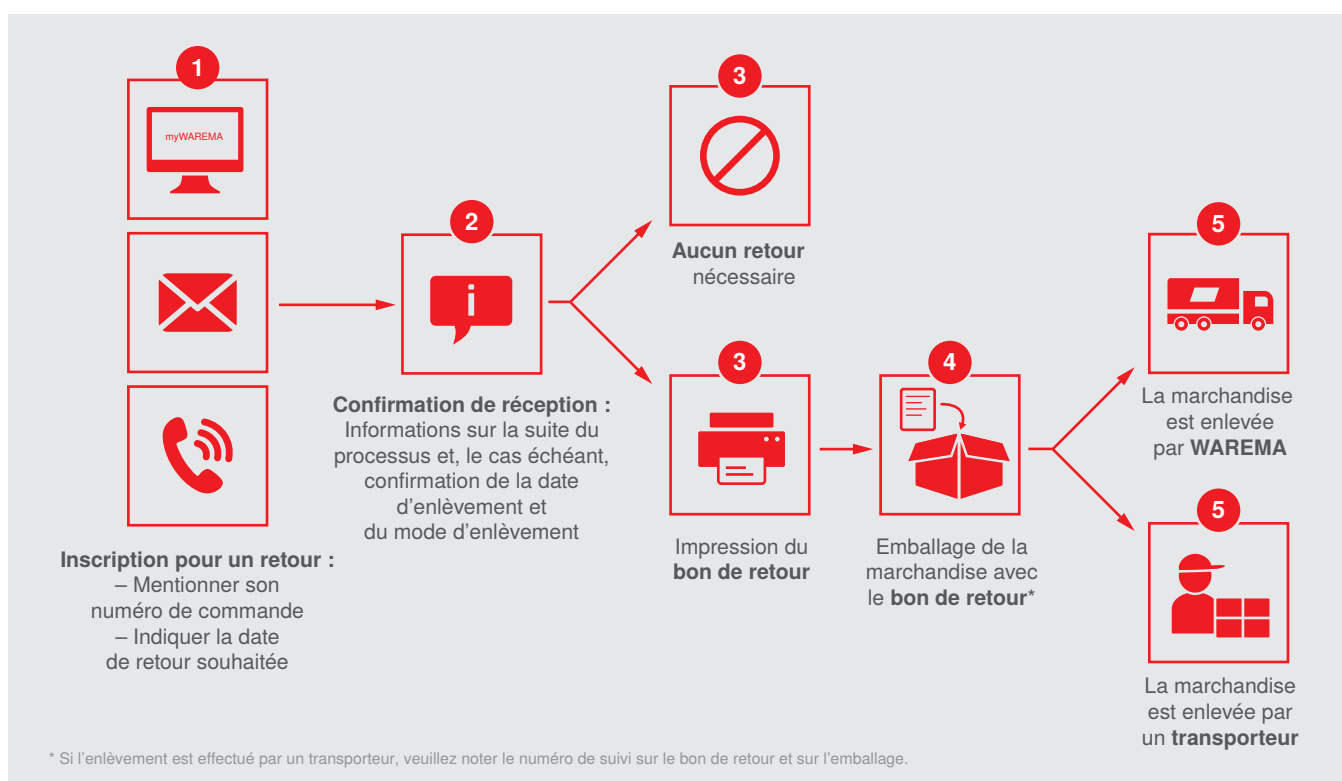 1
myWAREMA
Inscription pour un retour :
– Mentionner son
numéro de commande
– Indiquer la date
de retour souhaitée
2
i
Confirmation de réception :
Informations sur la suite du
processus et, le cas échéant,
confirmation de la date
d’enlèvement et
du mode d’enlèvement
3
Aucun retour
nécessaire
3
Impression du
bon de retour
4
Emballage de la
marchandise avec
le bon de retour*
5
La marchandise
est enlevée
par WAREMA
5
La marchandise
est enlevée par
un transporteur
* Si l’enlèvement est effectué par un transporteur, veuillez noter le numéro de suivi sur le bon de retour et sur l’emballage.